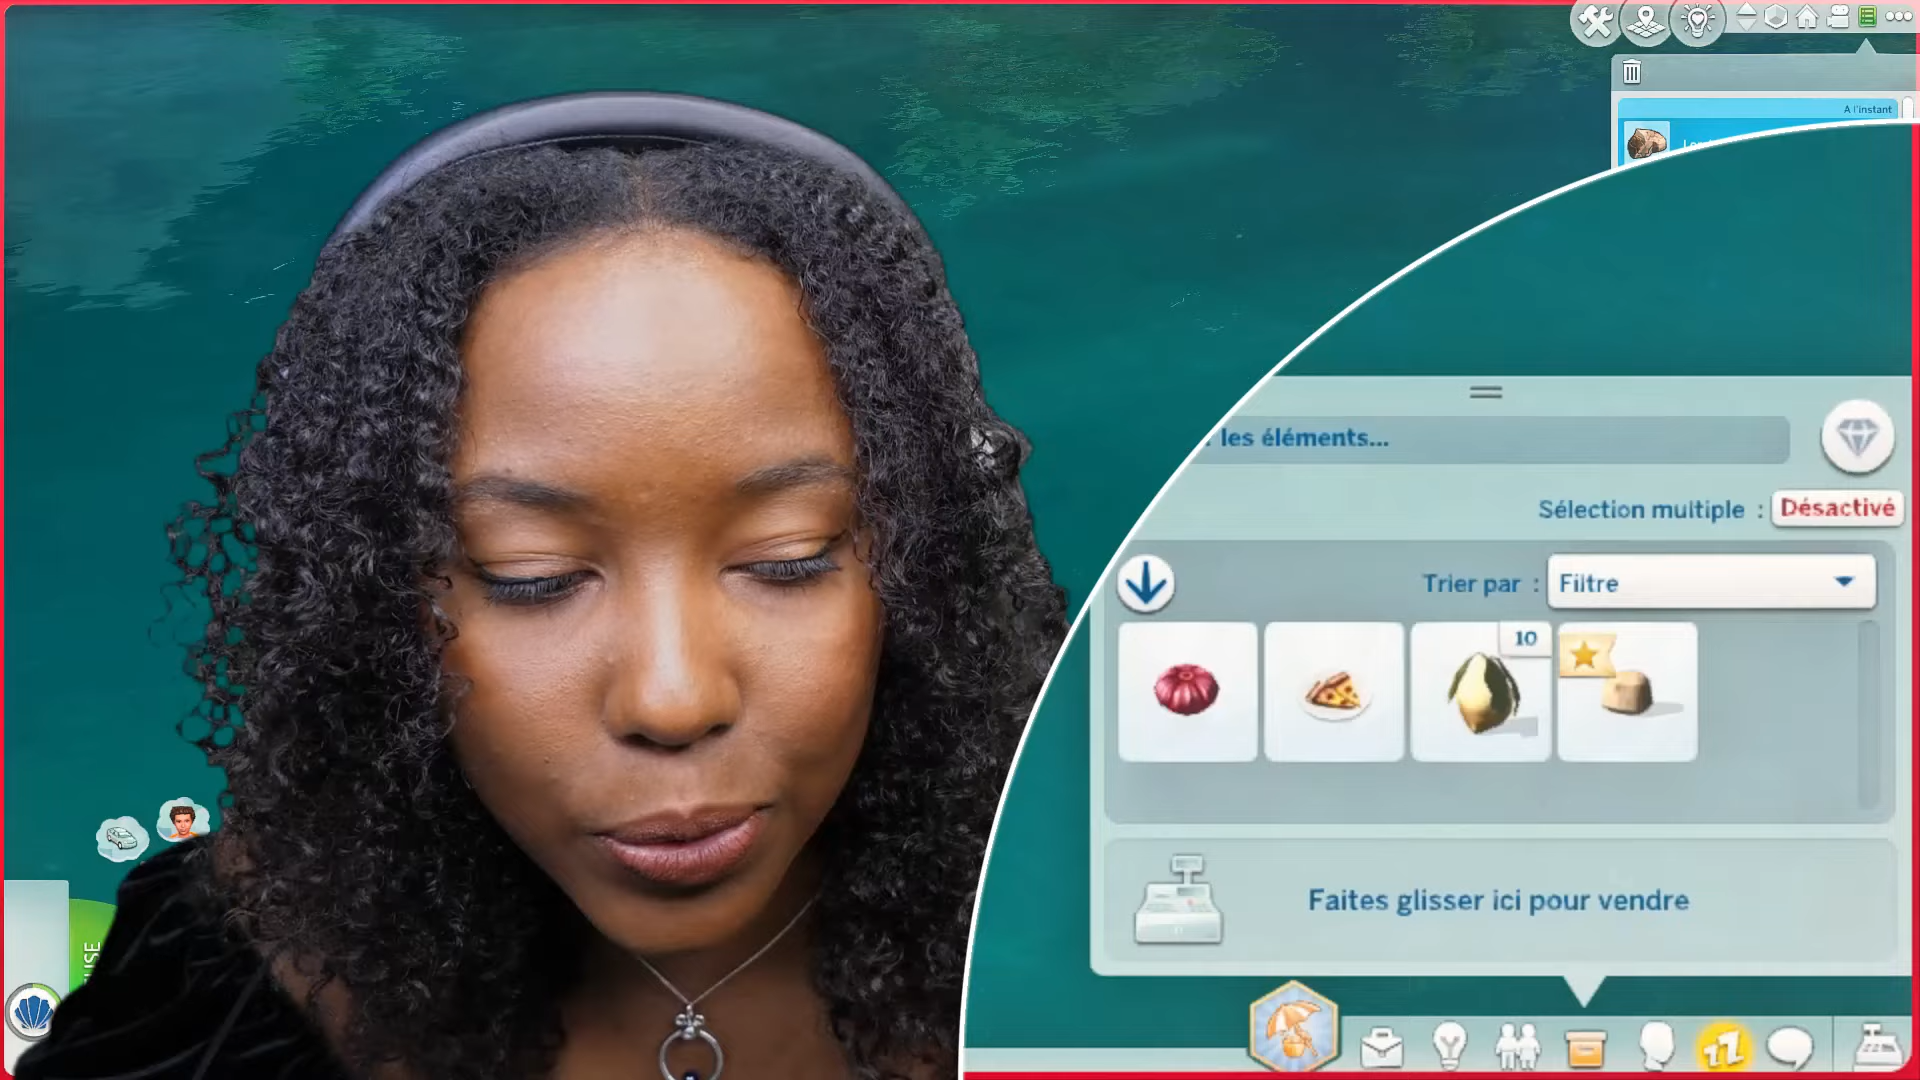 A l'instant
les éléments...
Sélection multiple : Désactivé
Trier par : Filtre
10
Faites glisser ici pour vendre